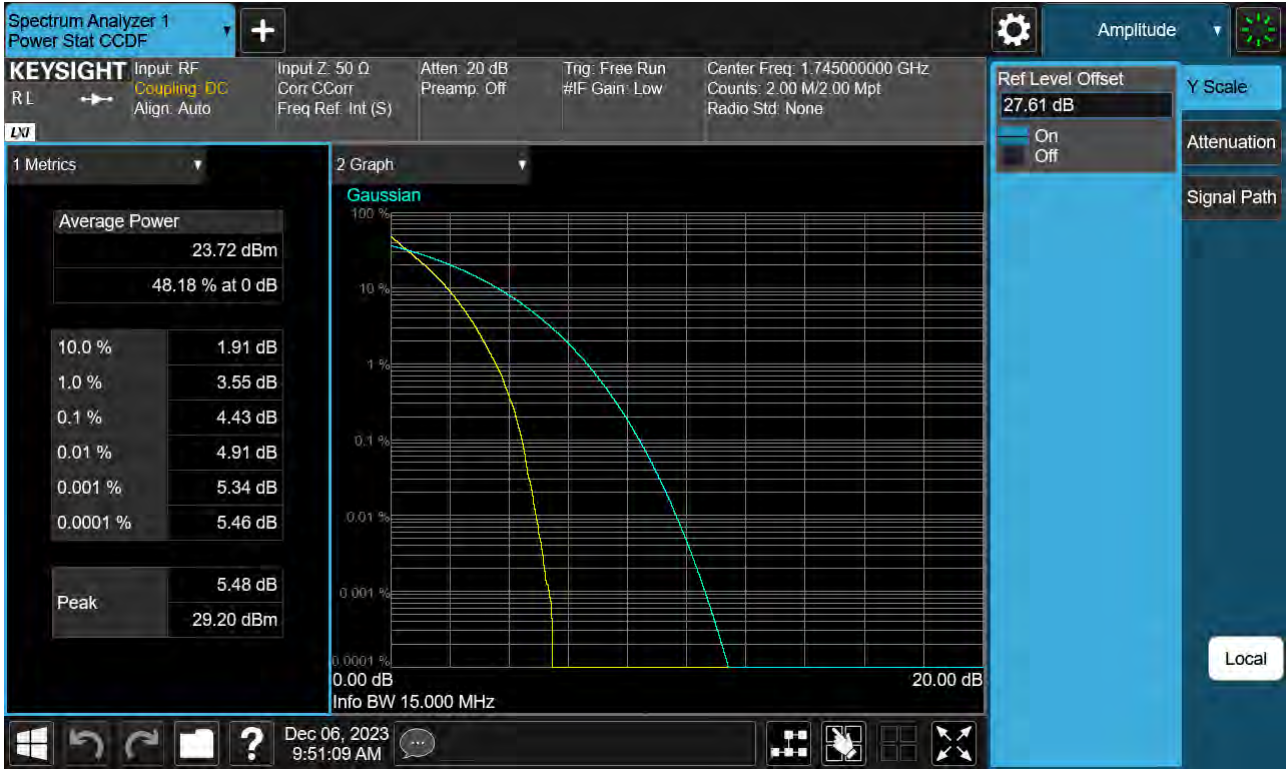 Spectrum Analyzer 1
Power Stat CCDF
Amplitude
KEYSIGHT
RL
LXI
Input: RF
Coupling: DC
Align: Auto
Input Z: 50 Ω
Corr CCorr
Freq Ref: Int (S)
Atten: 20 dB
Preamp: Off
Trig: Free Run
#IF Gain: Low
Center Freq: 1.745000000 GHz
Counts: 2.00 M/2.00 Mpt
Radio Std: None
Ref Level Offset
27.61 dB
On
Off
Y Scale
Attenuation
Signal Path
1 Metrics
Average Power
23.72 dBm
48.18 % at 0 dB
10.0 % 1.91 dB
1.0 % 3.55 dB
0.1 % 4.43 dB
0.01 % 4.91 dB
0.001 % 5.34 dB
0.0001 % 5.46 dB
Peak
5.48 dB
29.20 dBm
2 Graph
Gaussian
100 %
10 %
1 %
0.1 %
0.01 %
0.001 %
0.0001 %
0.00 dB 20.00 dB
Info BW 15.000 MHz
Local
?
Dec 06, 2023
9:51:09 AM